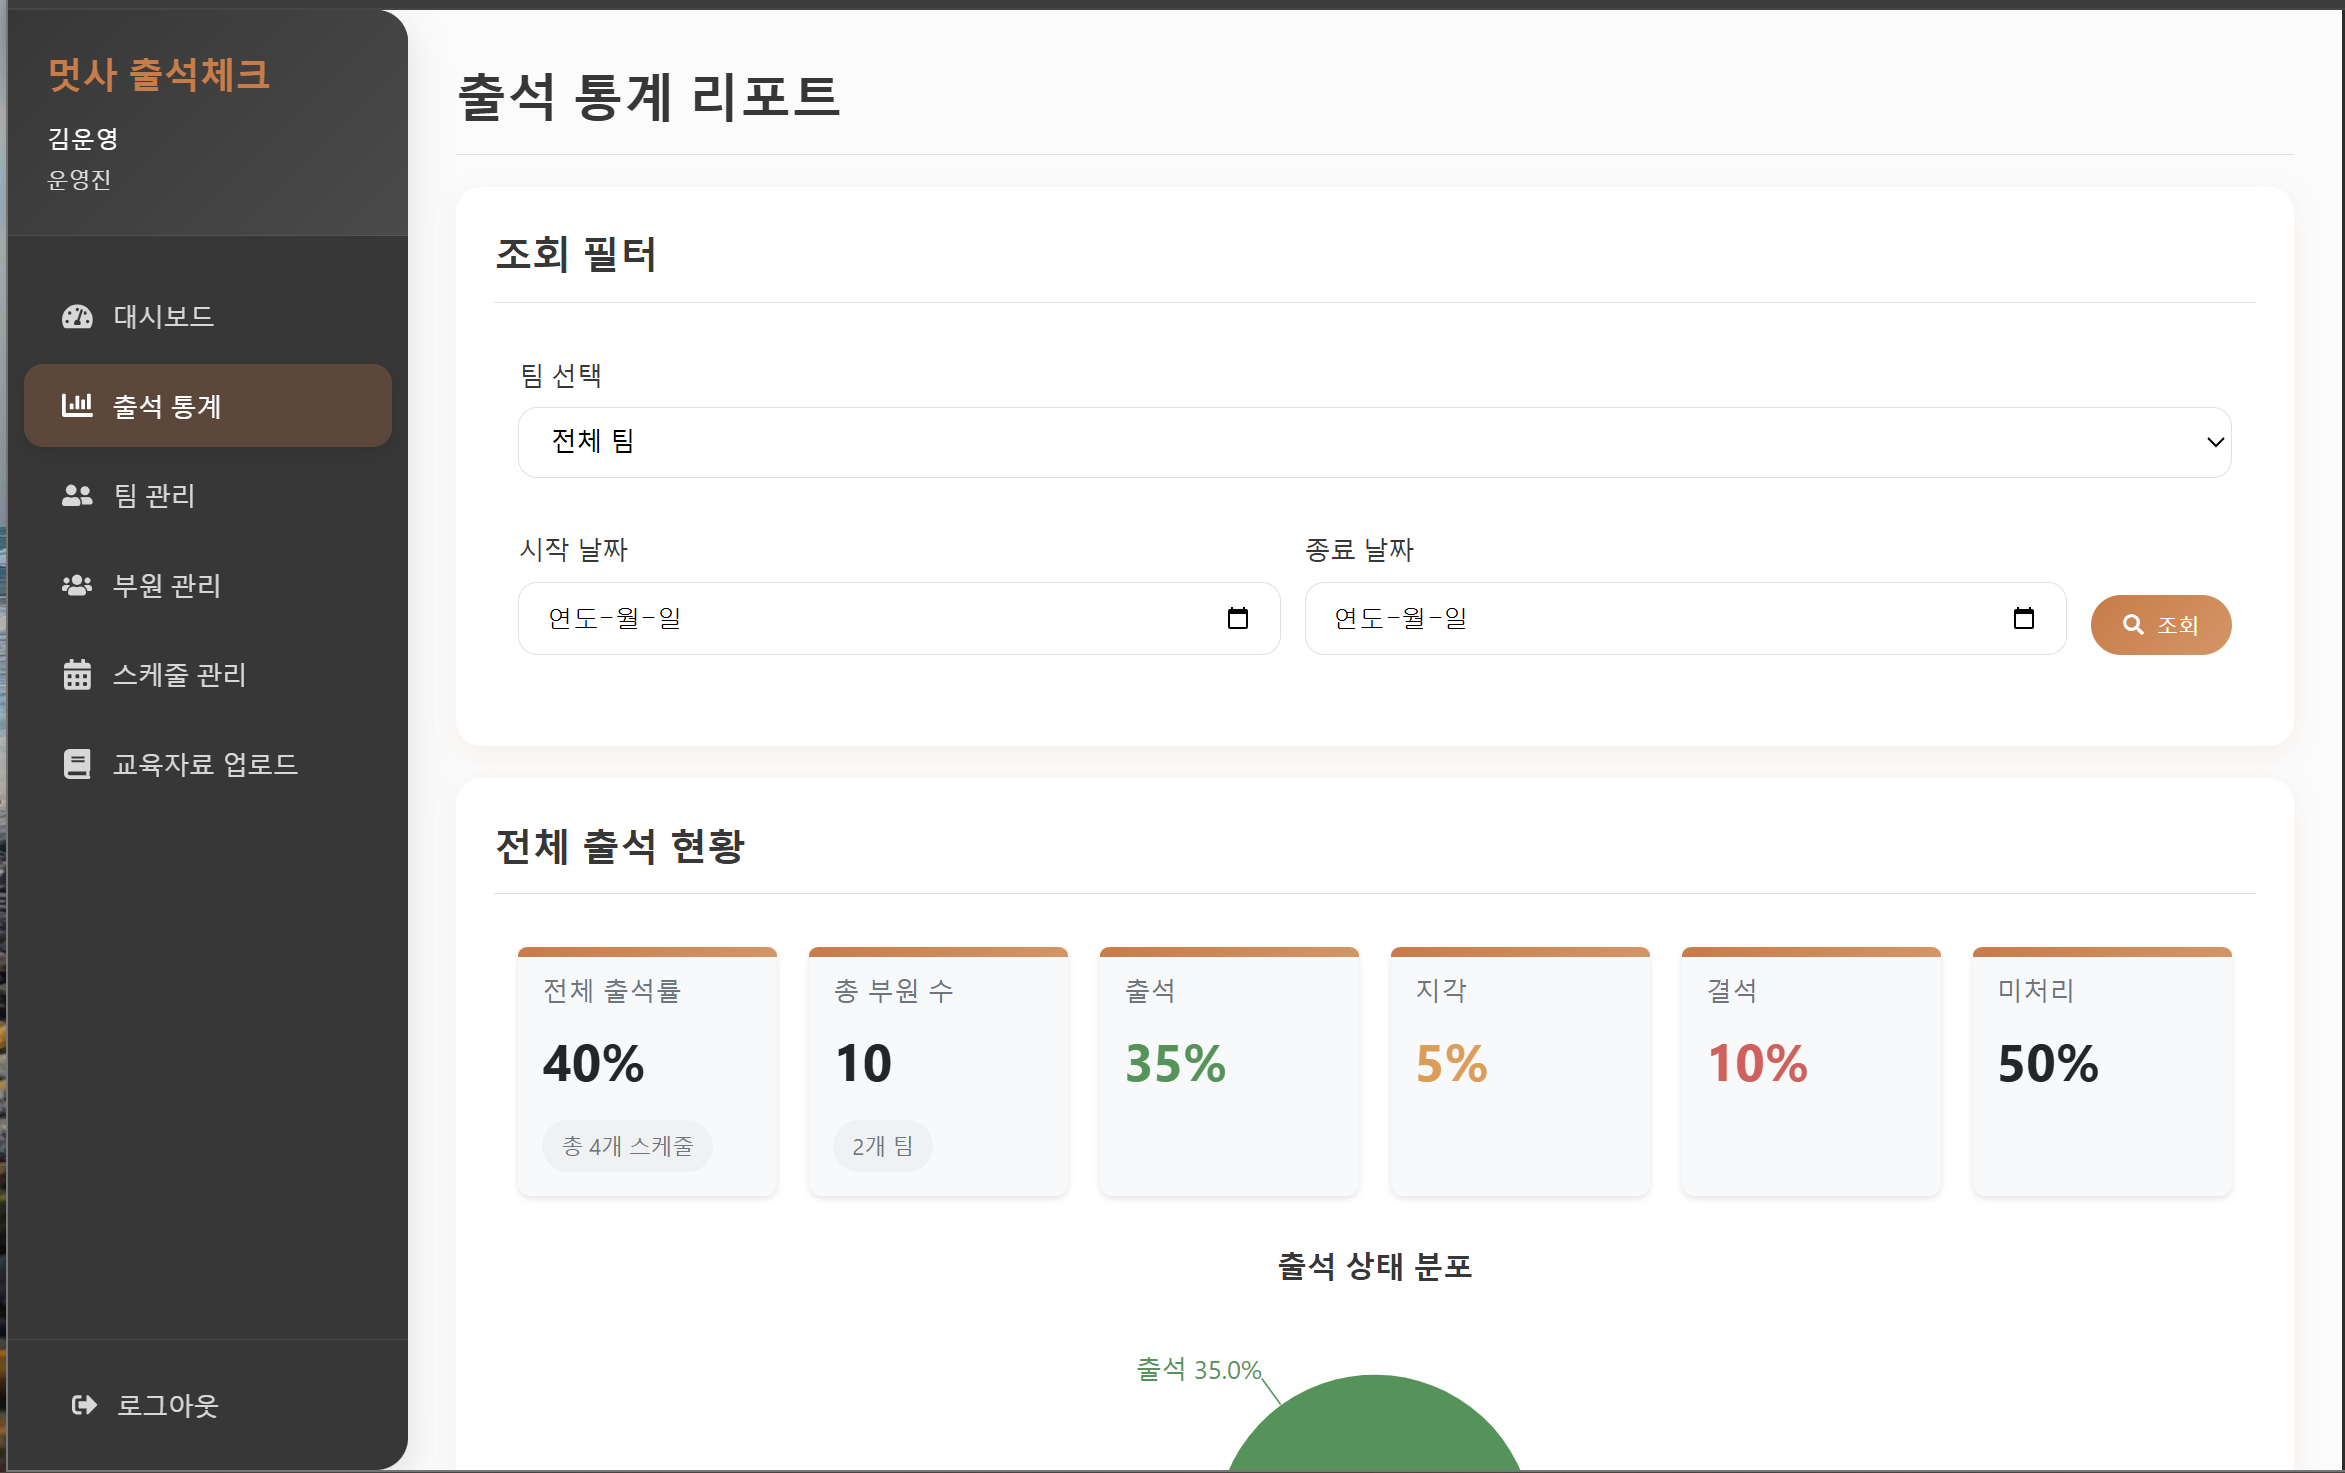 멋사 출석체크
김운영
운영진
대시보드
출석 통계
팀 관리
부원 관리
스케줄 관리
교육자료 업로드
로그아웃
출석 통계 리포트
조회 필터
팀 선택
전체 팀
시작 날짜
종료 날짜
연도-월-일
연도-월-일
조회
전체 출석 현황
전체 출석률
40%
총 4개 스케줄
총 부원 수
10
2개 팀
출석
35%
지각
5%
결석
10%
미처리
50%
출석 상태 분포
출석 35.0%